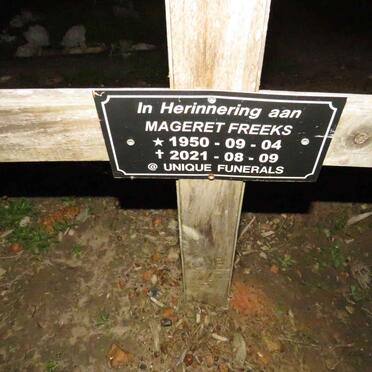 In Herinnering aan
MAGERET FREEKS
★ 1950 - 09 - 04
✝ 2021 - 08 - 09
@ UNIQUE FUNERALS